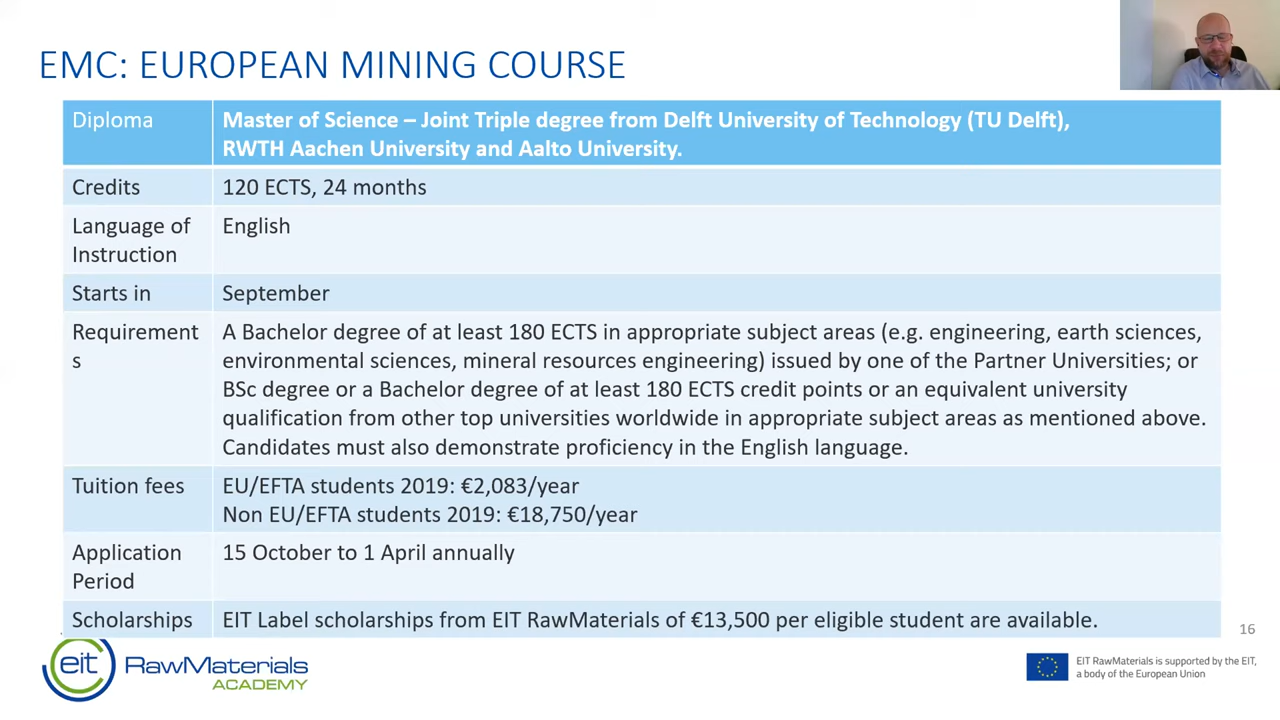 EMC: EUROPEAN MINING COURSE
Diploma
Master of Science – Joint Triple degree from Delft University of Technology (TU Delft),
RWTH Aachen University and Aalto University.
Credits
120 ECTS, 24 months
Language of
Instruction
English
Starts in
September
Requirement
s
A Bachelor degree of at least 180 ECTS in appropriate subject areas (e.g. engineering, earth sciences,
environmental sciences, mineral resources engineering) issued by one of the Partner Universities; or
BSc degree or a Bachelor degree of at least 180 ECTS credit points or an equivalent university
qualification from other top universities worldwide in appropriate subject areas as mentioned above.
Candidates must also demonstrate proficiency in the English language.
Tuition fees
EU/EFTA students 2019: €2,083/year
Non EU/EFTA students 2019: €18,750/year
Application
Period
15 October to 1 April annually
Scholarships
EIT Label scholarships from EIT RawMaterials of €13,500 per eligible student are available.
16
eit RawMaterials
ACADEMY
EIT RawMaterials is supported by the EIT,
a body of the European Union